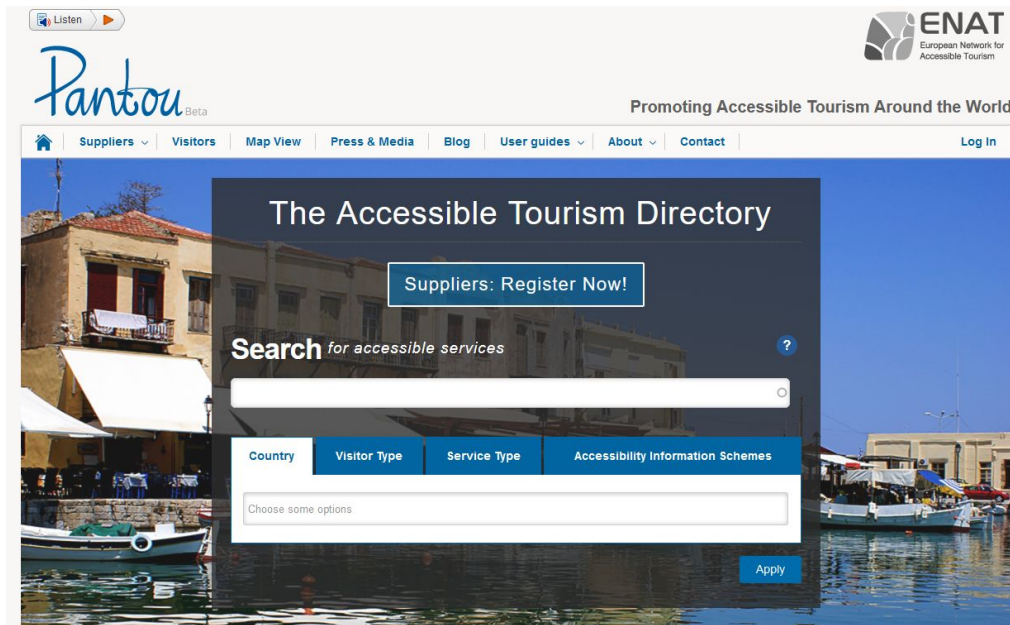 Listen
ENAT
European Network for
Accessible Tourism
Pantou Beta
Promoting Accessible Tourism Around the World
Suppliers Visitors Map View Press & Media Blog User guides About Contact Log In
The Accessible Tourism Directory
Suppliers: Register Now!
Search for accessible services ?
Country Visitor Type Service Type Accessibility Information Schemes
Choose some options
Apply